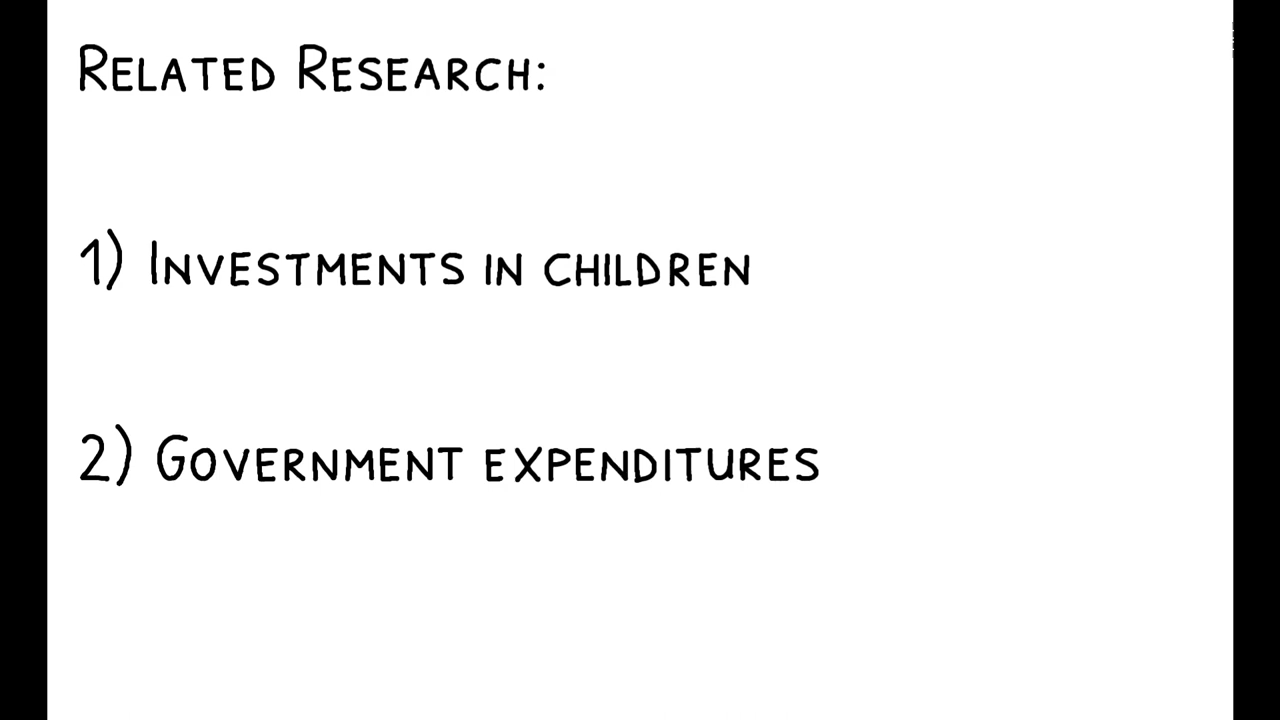 Related Research:
1) Investments in children
2) Government expenditures